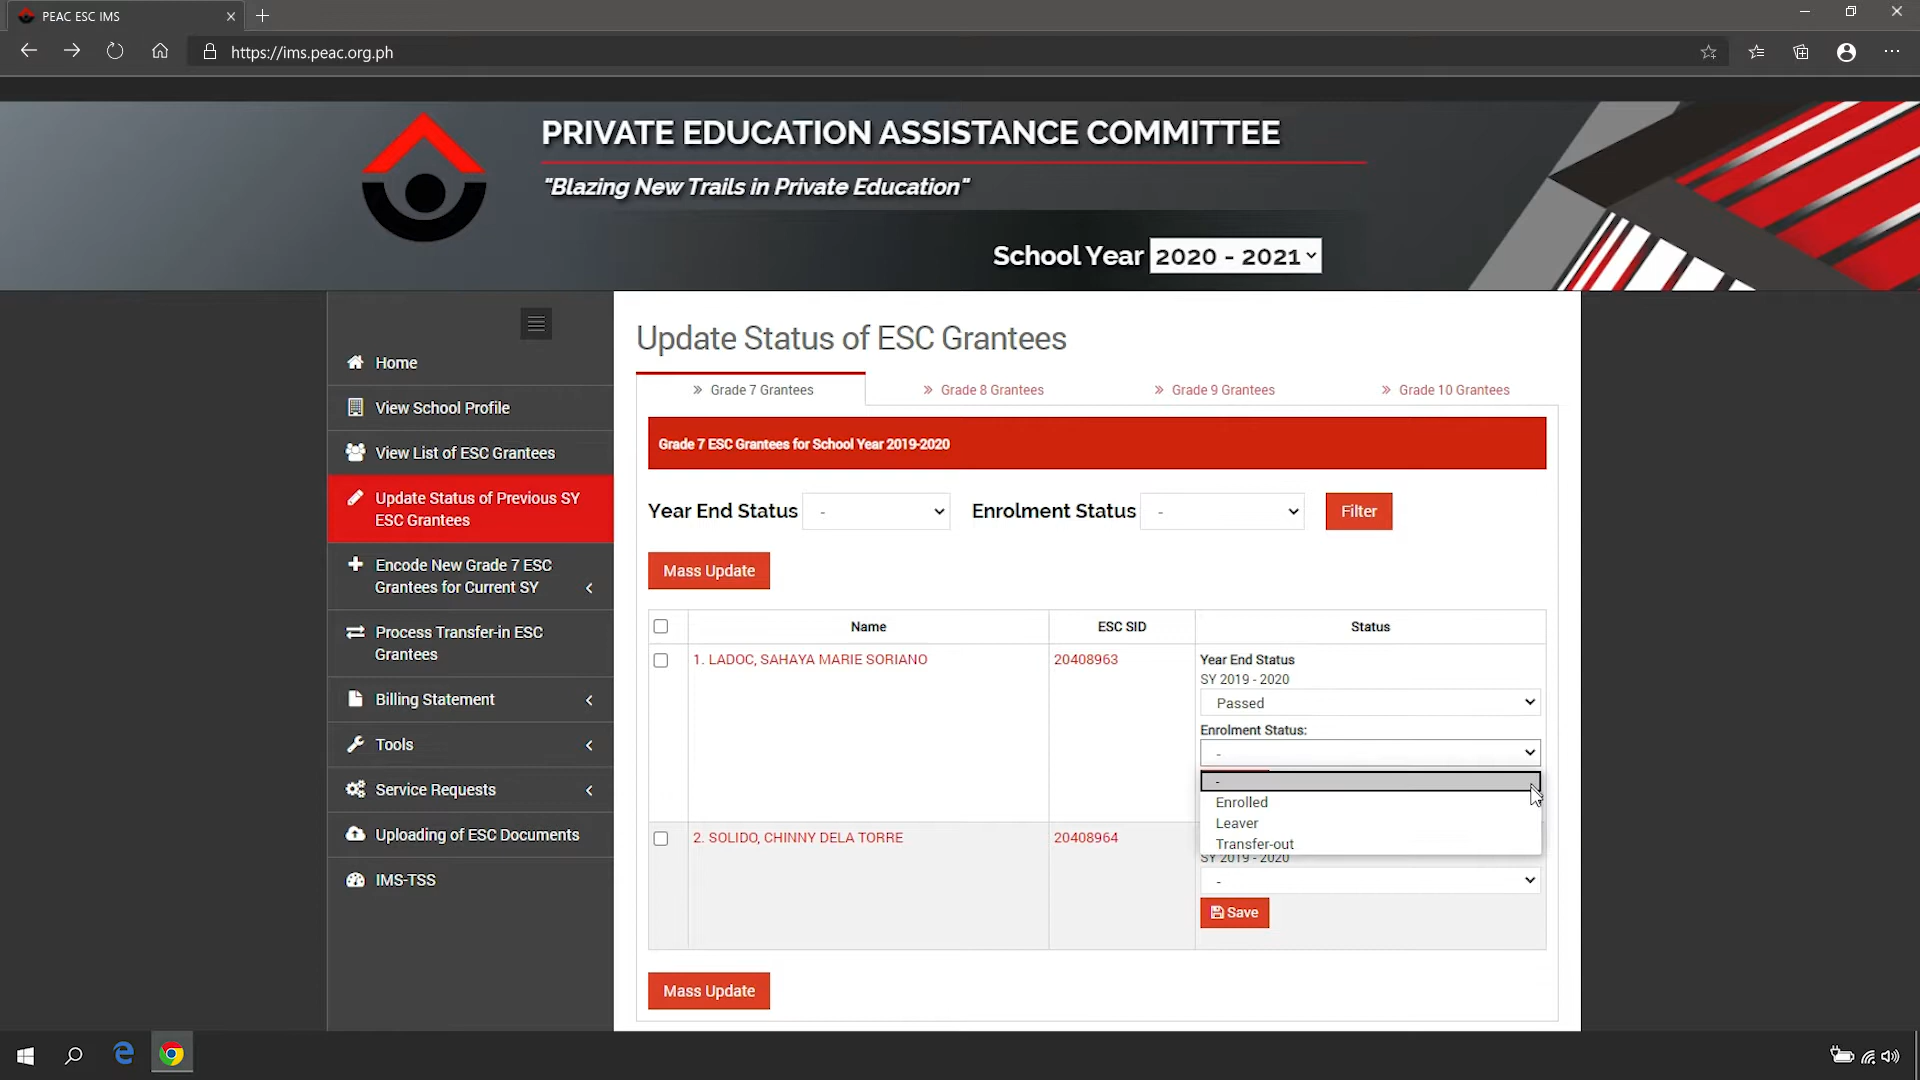 PEAC ESC IMS
https://ims.peac.org.ph
PRIVATE EDUCATION ASSISTANCE COMMITTEE
"Blazing New Trails in Private Education"
School Year 2020 - 2021
Home
View School Profile
View List of ESC Grantees
Update Status of Previous SY
ESC Grantees
Encode New Grade 7 ESC
Grantees for Current SY
Process Transfer-in ESC
Grantees
Billing Statement
Tools
Service Requests
Uploading of ESC Documents
IMS-TSS
Update Status of ESC Grantees
» Grade 7 Grantees
» Grade 8 Grantees
» Grade 9 Grantees
» Grade 10 Grantees
Grade 7 ESC Grantees for School Year 2019-2020
Year End Status -
Enrolment Status -
Filter
Mass Update
Name
ESC SID
Status
1. LADOC, SAHAYA MARIE SORIANO
20408963
Year End Status
SY 2019 - 2020
Passed
Enrolment Status:
-
-
Enrolled
Leaver
Transfer-out
2. SOLIDO, CHINNY DELA TORRE
20408964
SY 2019 - 2020
-
Save
Mass Update